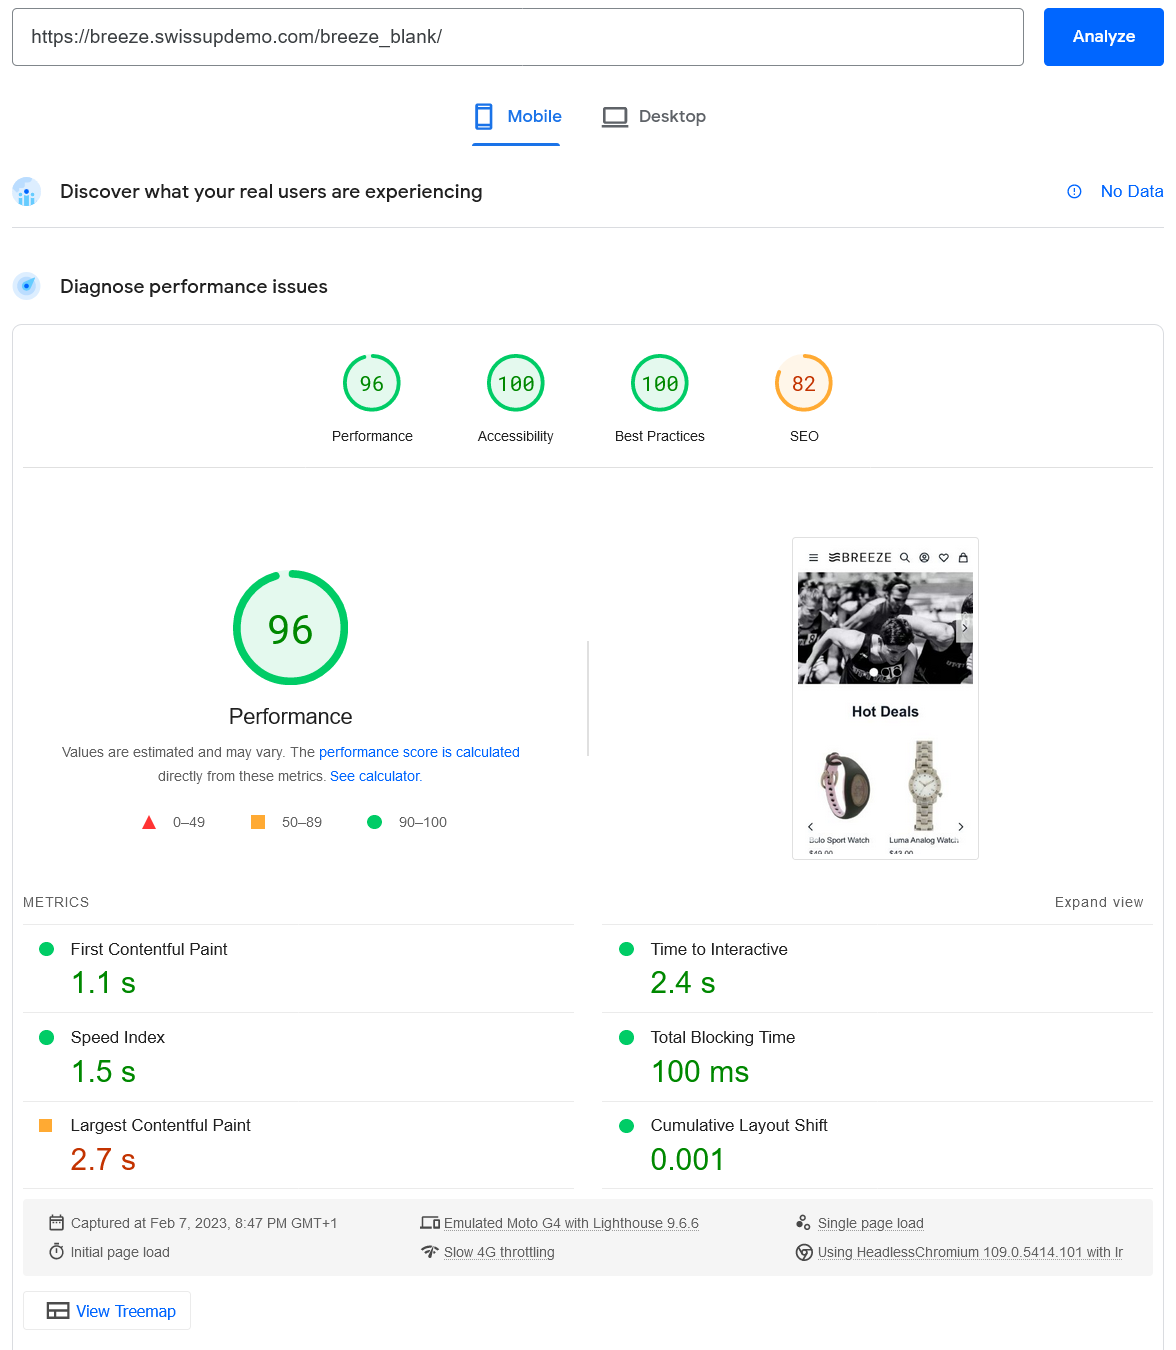 https://breeze.swissupdemo.com/breeze_blank/
Analyze
Mobile
Desktop
Discover what your real users are experiencing
No Data
Diagnose performance issues
96
100
100
82
Performance
Accessibility
Best Practices
SEO
96
Performance
Values are estimated and may vary. The performance score is calculated
directly from these metrics. See calculator.
0–49
50–89
90–100
BREEZE
Hot Deals
Bolo Sport Watch
Luma Analog Watch
$49.00
$43.00
METRICS
Expand view
First Contentful Paint
1.1 s
Time to Interactive
2.4 s
Speed Index
1.5 s
Total Blocking Time
100 ms
Largest Contentful Paint
2.7 s
Cumulative Layout Shift
0.001
Captured at Feb 7, 2023, 8:47 PM GMT+1
Emulated Moto G4 with Lighthouse 9.6.6
Single page load
Initial page load
Slow 4G throttling
Using HeadlessChromium 109.0.5414.101 with lr
View Treemap